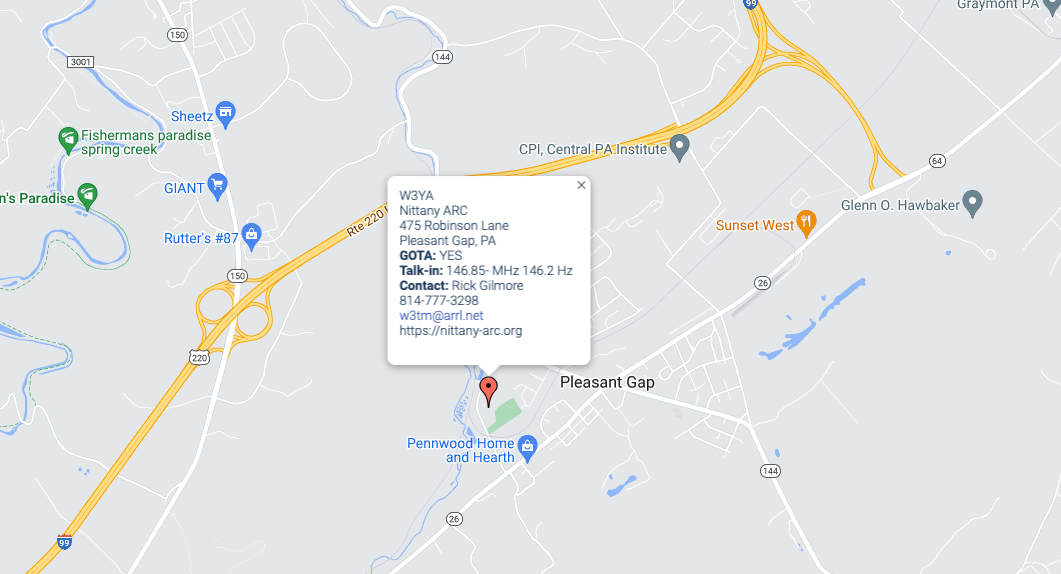 99
Graymont PA
150
144
3001
Sheetz
Fishermans paradise
spring creek
CPI, Central PA Institute
64
GIANT
n's Paradise
Glenn O. Hawbaker
Sunset West
Rutter's #87
Rte 220
W3YA
Nittany ARC
475 Robinson Lane
Pleasant Gap, PA
GOTA: YES
Talk-in: 146.85- MHz 146.2 Hz
Contact: Rick Gilmore
814-777-3298
w3tm@arrl.net
https://nittany-arc.org
150
26
220
Pleasant Gap
Pennwood Home
and Hearth
144
26
99